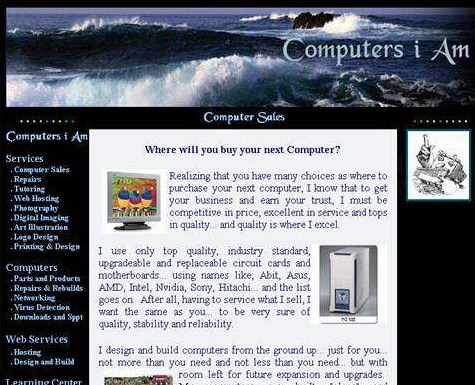 Computers i Am
Computer Sales
Computers i Am
Services
. Computer Sales
. Repairs
. Tutoring
. Web Hosting
. Photography
. Digital Imaging
. Art Illustration
. Logo Design
. Printing & Design
Computers
. Parts and Products
. Repairs & Rebuilds
. Networking
. Virus Detection
. Downloads and Sppt
Web Services
. Hosting
. Design and Build
Learning Center
Where will you buy your next Computer?
Realizing that you have many choices as where to
purchase your next computer, I know that to get
your business and earn your trust, I must be
competitive in price, excellent in service and tops
in quality... and quality is where I excel.
I use only top quality, industry standard,
upgradeable and replaceable circuit cards and
motherboards... using names like, Abit, Asus,
AMD, Intel, Nvidia, Sony, Hitachi... and the list
goes on. After all, having to service what I sell, I
want the same as you... to be very sure of
quality, stability and reliability.
I design and build computers from the ground up... just for you...
not more than you need and not less than you need... but with
room left for future expansion and upgrades.